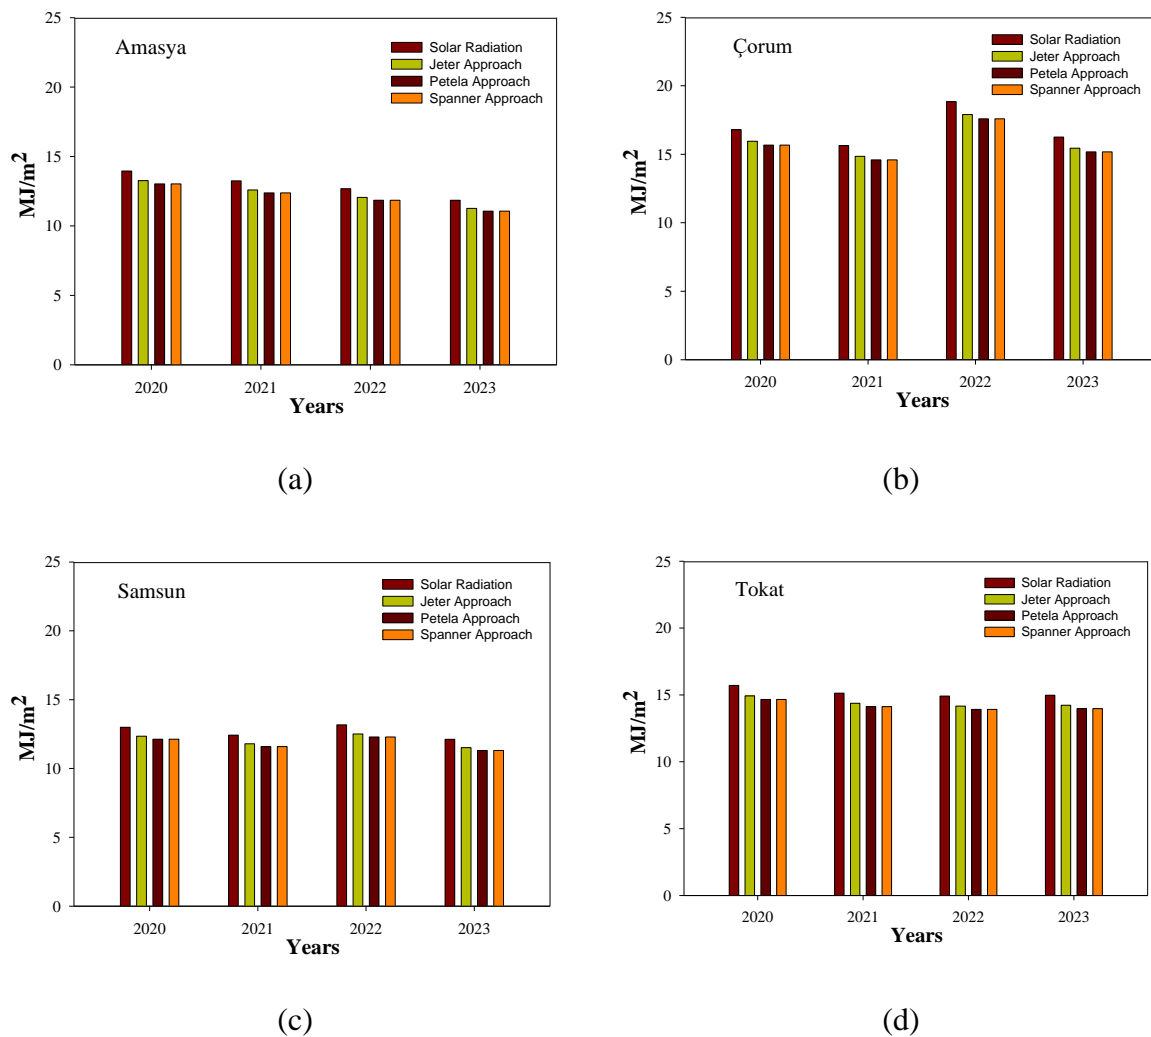 Amasya
Solar Radiation
Jeter Approach
Petela Approach
Spanner Approach
MJ/m²
25
20
15
10
5
0
2020 2021 2022 2023
Years
(a)
Çorum
Solar Radiation
Jeter Approach
Petela Approach
Spanner Approach
MJ/m²
25
20
15
10
5
0
2020 2021 2022 2023
Years
(b)
Samsun
Solar Radiation
Jeter Approach
Petela Approach
Spanner Approach
MJ/m²
25
20
15
10
5
0
2020 2021 2022 2023
Years
(c)
Tokat
Solar Radiation
Jeter Approach
Petela Approach
Spanner Approach
MJ/m²
25
20
15
10
5
0
2020 2021 2022 2023
Years
(d)